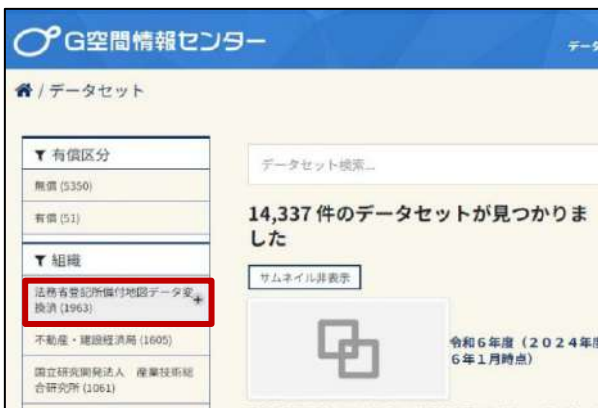 G空間情報センター
データ
/ データセット
有償区分
無償 (5350)
有償 (51)
組織
法務省登記所備付地図データ変
換済 (1963)
不動産・建設経済局 (1605)
国立研究開発法人 産業技術総
合研究所 (1061)
データセット検索...
14,337 件のデータセットが見つかりま
した
サムネイル非表示
令和6年度(2024年度
6年1月時点)